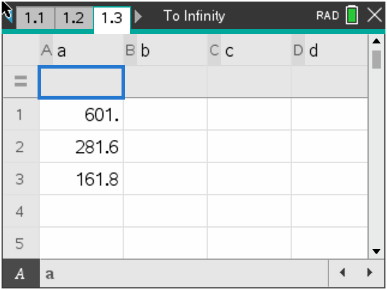 1.1 1.2 1.3 To Infinity RAD
A a B b C c D d
=
1 601.
2 281.6
3 161.8
4
5
A a